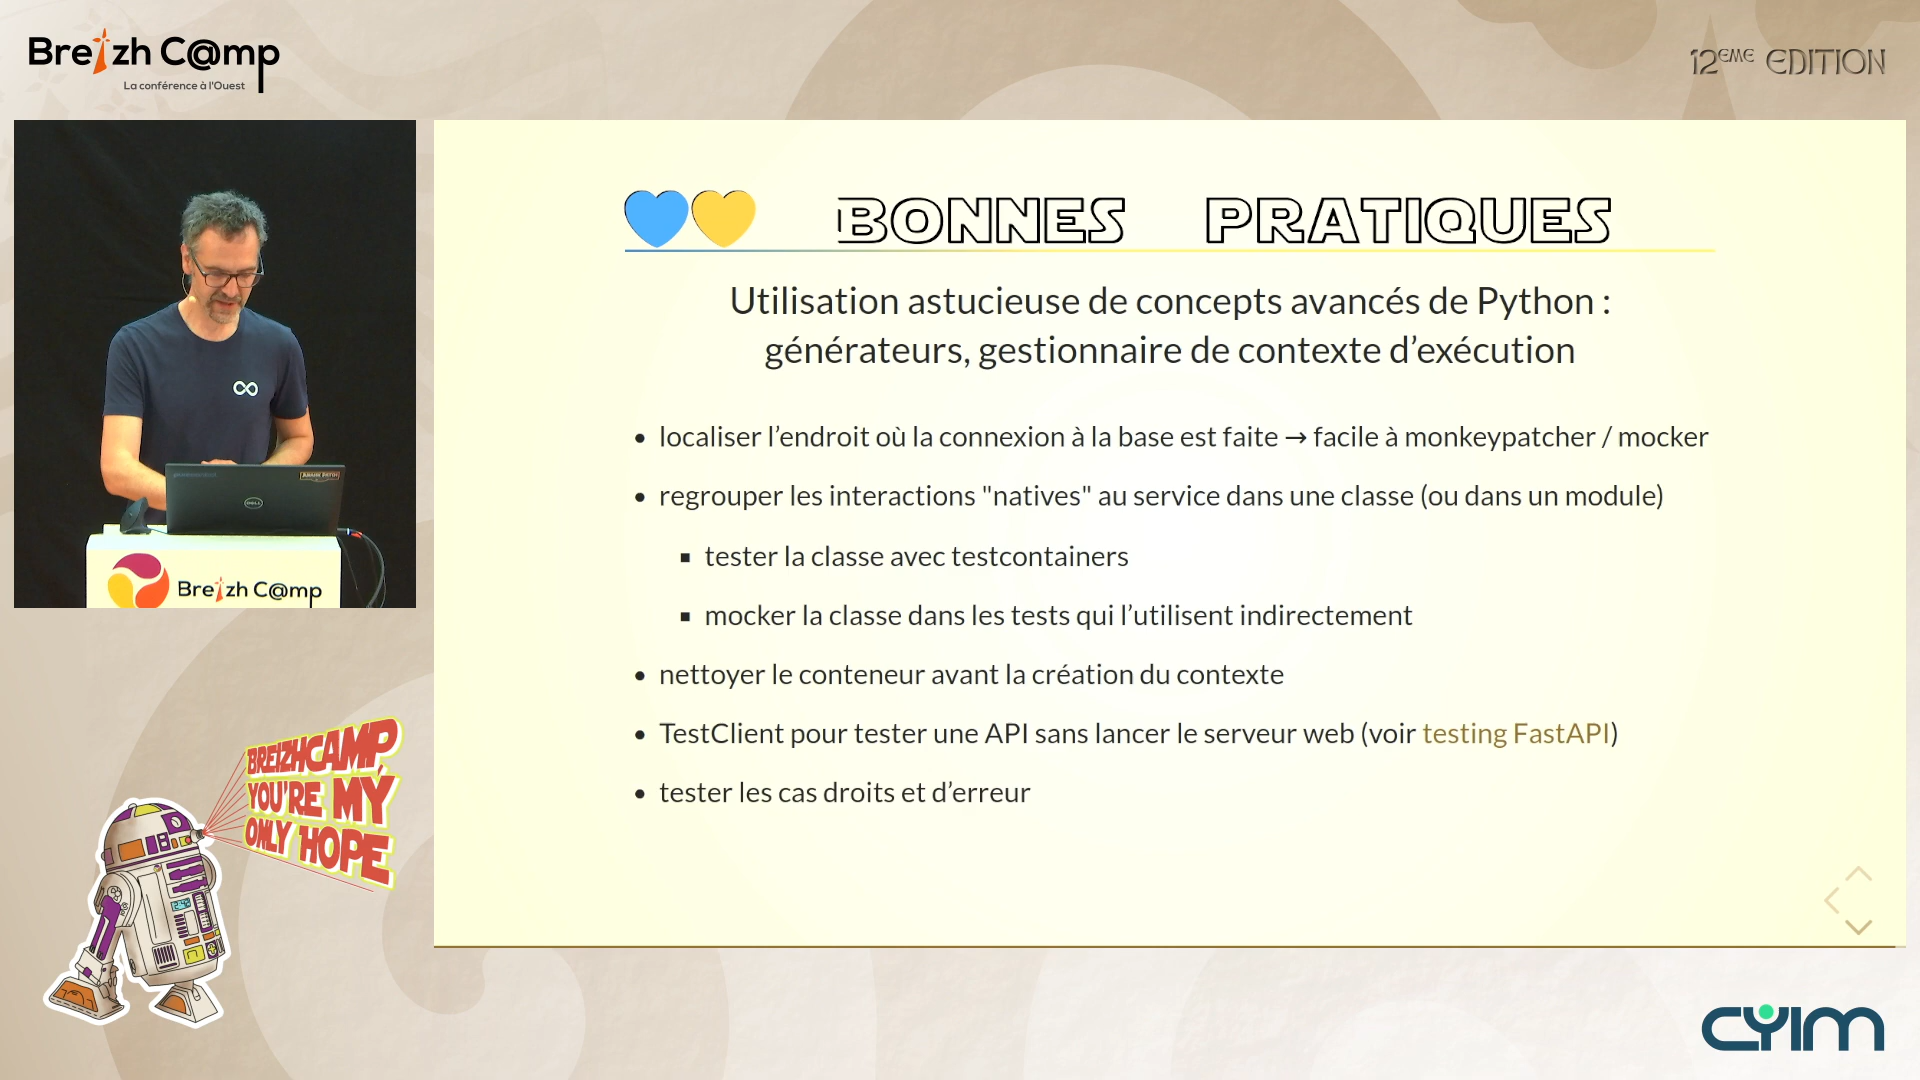 Breizh C@mp
La conférence à l'Ouest
12EME EDITION
BONNES PRATIQUES
Utilisation astucieuse de concepts avancés de Python :
générateurs, gestionnaire de contexte d’exécution
• localiser l’endroit où la connexion à la base est faite → facile à monkeypatcher / mocker
• regrouper les interactions "natives" au service dans une classe (ou dans un module)
▪ tester la classe avec testcontainers
▪ mocker la classe dans les tests qui l’utilisent indirectement
• nettoyer le conteneur avant la création du contexte
• TestClient pour tester une API sans lancer le serveur web (voir testing FastAPI)
• tester les cas droits et d’erreur
DELL
Breizh C@mp
BREIZHCAMP,
YOU'RE MY
ONLY HOPE
CYIM